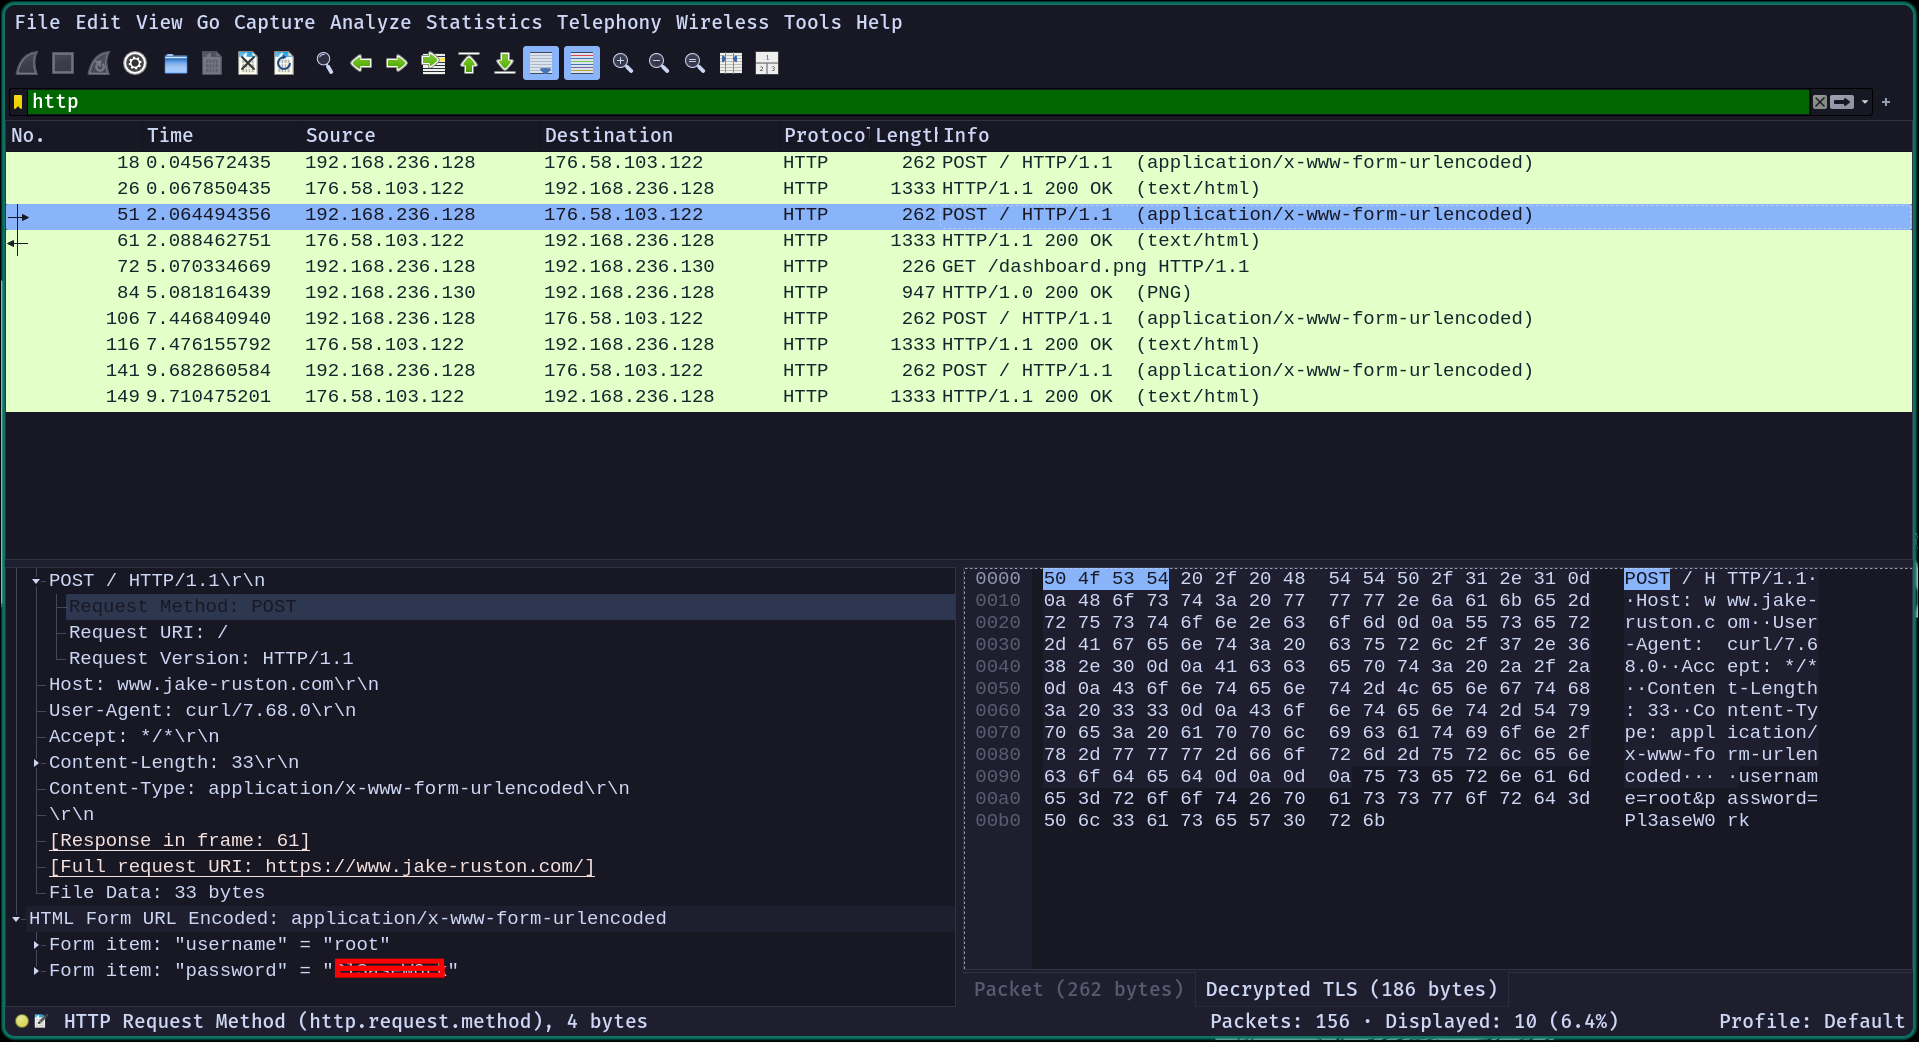 File Edit View Go Capture Analyze Statistics Telephony Wireless Tools Help
http
+
No. Time Source Destination Protocol Length Info
18 0.045672435 192.168.236.128 176.58.103.122 HTTP 262 POST / HTTP/1.1 (application/x-www-form-urlencoded)
26 0.067850435 176.58.103.122 192.168.236.128 HTTP 1333 HTTP/1.1 200 OK (text/html)
51 2.064494356 192.168.236.128 176.58.103.122 HTTP 262 POST / HTTP/1.1 (application/x-www-form-urlencoded)
61 2.088462751 176.58.103.122 192.168.236.128 HTTP 1333 HTTP/1.1 200 OK (text/html)
72 5.070334669 192.168.236.128 192.168.236.130 HTTP 226 GET /dashboard.png HTTP/1.1
84 5.081816439 192.168.236.130 192.168.236.128 HTTP 947 HTTP/1.0 200 OK (PNG)
106 7.446840940 192.168.236.128 176.58.103.122 HTTP 262 POST / HTTP/1.1 (application/x-www-form-urlencoded)
116 7.476155792 176.58.103.122 192.168.236.128 HTTP 1333 HTTP/1.1 200 OK (text/html)
141 9.682860584 192.168.236.128 176.58.103.122 HTTP 262 POST / HTTP/1.1 (application/x-www-form-urlencoded)
149 9.710475201 176.58.103.122 192.168.236.128 HTTP 1333 HTTP/1.1 200 OK (text/html)
POST / HTTP/1.1\r\n
Request Method: POST
Request URI: /
Request Version: HTTP/1.1
Host: www.jake-ruston.com\r\n
User-Agent: curl/7.68.0\r\n
Accept: */*\r\n
Content-Length: 33\r\n
Content-Type: application/x-www-form-urlencoded\r\n
\r\n
[Response in frame: 61]
[Full request URI: https://www.jake-ruston.com/]
File Data: 33 bytes
HTML Form URL Encoded: application/x-www-form-urlencoded
Form item: "username" = "root"
Form item: "password" = ""
0000 50 4f 53 54 20 2f 20 48 54 54 50 2f 31 2e 31 0d POST / H TTP/1.1·
0010 0a 48 6f 73 74 3a 20 77 77 77 2e 6a 61 6b 65 2d ·Host: w ww.jake-
0020 72 75 73 74 6f 6e 2e 63 6f 6d 0d 0a 55 73 65 72 ruston.c om··User
0030 2d 41 67 65 6e 74 3a 20 63 75 72 6c 2f 37 2e 36 -Agent:  curl/7.6
0040 38 2e 30 0d 0a 41 63 63 65 70 74 3a 20 2a 2f 2a 8.0··Acc ept: */*
0050 0d 0a 43 6f 6e 74 65 6e 74 2d 4c 65 6e 67 74 68 ··Conten t-Length
0060 3a 20 33 33 0d 0a 43 6f 6e 74 65 6e 74 2d 54 79 : 33··Co ntent-Ty
0070 70 65 3a 20 61 70 70 6c 69 63 61 74 69 6f 6e 2f pe: appl ication/
0080 78 2d 77 77 77 2d 66 6f 72 6d 2d 75 72 6c 65 6e x-www-fo rm-urlen
0090 63 6f 64 65 64 0d 0a 0d 0a 75 73 65 72 6e 61 6d coded··· ·usernam
00a0 65 3d 72 6f 6f 74 26 70 61 73 73 77 6f 72 64 3d e=root&p assword=
00b0 50 6c 33 61 73 65 57 30 72 6b Pl3aseW0 rk
Packet (262 bytes) Decrypted TLS (186 bytes)
HTTP Request Method (http.request.method), 4 bytes
Packets: 156 · Displayed: 10 (6.4%)
Profile: Default